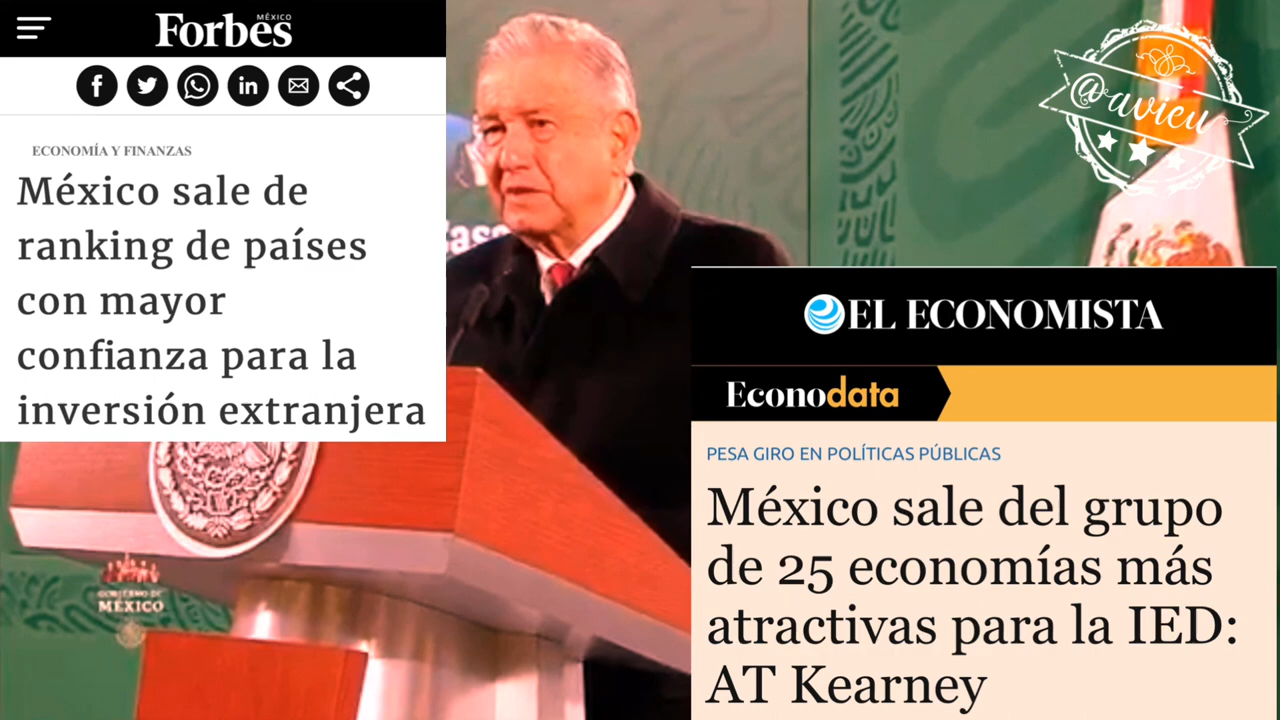 Forbes
MÉXICO
ECONOMÍA Y FINANZAS
México sale de
ranking de países
con mayor
confianza para la
inversión extranjera
@avieu
EL ECONOMISTA
Econodata
PESA GIRO EN POLÍTICAS PÚBLICAS
México sale del grupo
de 25 economías más
atractivas para la IED:
AT Kearney
GOBIERNO DE
MÉXICO